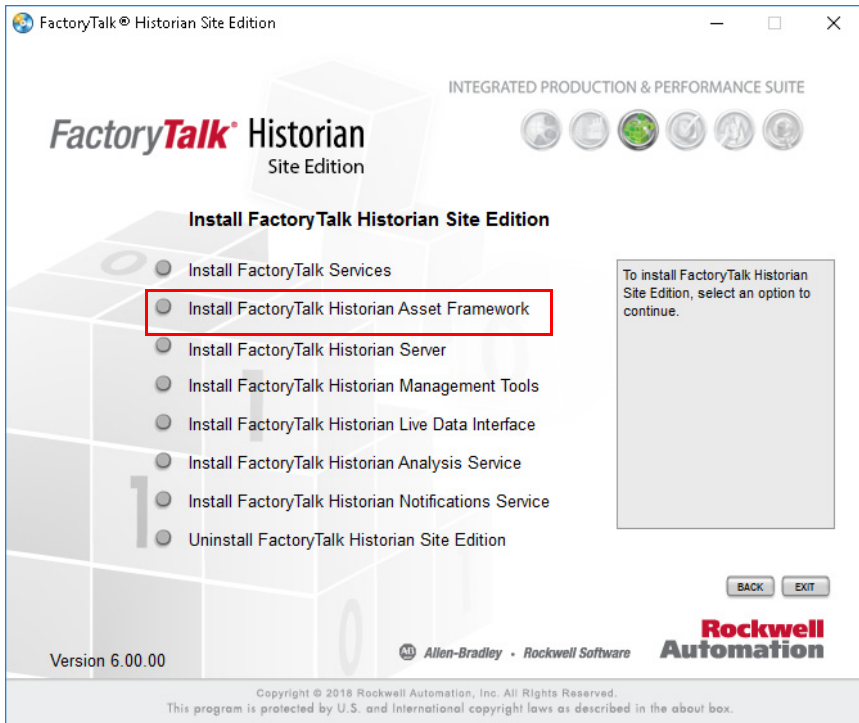 FactoryTalk® Historian Site Edition
INTEGRATED PRODUCTION & PERFORMANCE SUITE
FactoryTalk® Historian
Site Edition
Install FactoryTalk Historian Site Edition
Install FactoryTalk Services
Install FactoryTalk Historian Asset Framework
Install FactoryTalk Historian Server
Install FactoryTalk Historian Management Tools
Install FactoryTalk Historian Live Data Interface
Install FactoryTalk Historian Analysis Service
Install FactoryTalk Historian Notifications Service
Uninstall FactoryTalk Historian Site Edition
To install FactoryTalk Historian
Site Edition, select an option to
continue.
BACK EXIT
Version 6.00.00
AB Allen-Bradley · Rockwell Software
Rockwell
Automation
Copyright © 2018 Rockwell Automation, Inc. All Rights Reserved.
This program is protected by U.S. and International copyright laws as described in the about box.